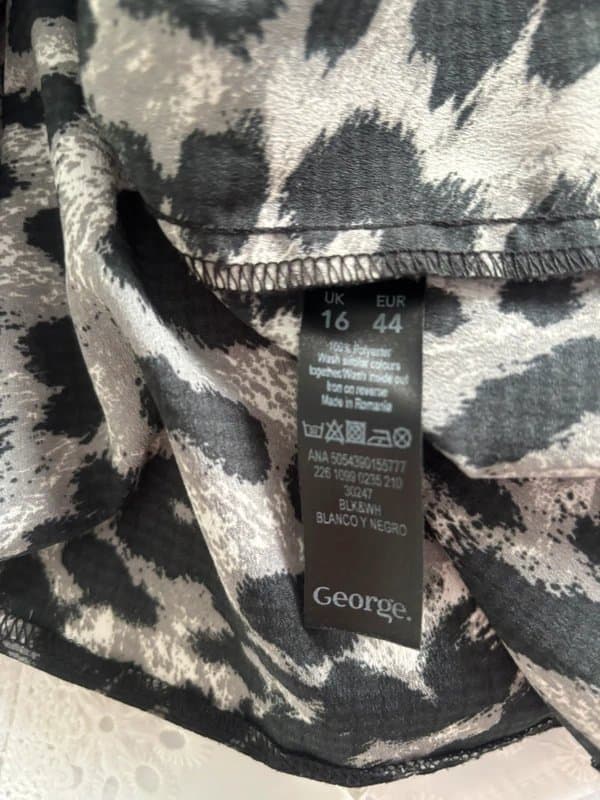 UK EUR
16 44
100% Polyester
Wash similar colours
together/Wash inside out
Iron on reverse
Made in Romania
ANA 5054390155777
226 1099 0235 210
30247
BLK&WH
BLANCO Y NEGRO
George.